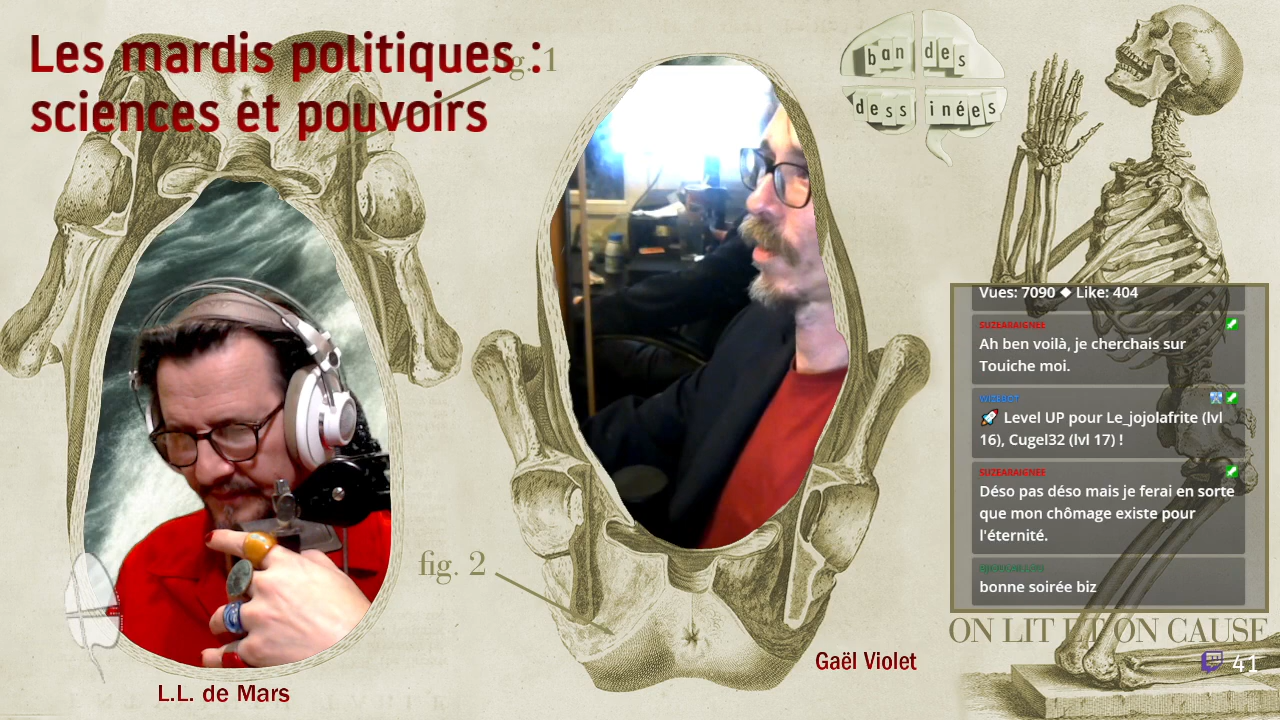 Les mardis politiques :
sciences et pouvoirs
fig. 1
ban des
dessinées
Vues: 7090 ◆ Like: 404
SUZEARAIGNEE
Ah ben voilà, je cherchais sur
Touiche moi.
WIZEBOT
🚀 Level UP pour Le_jojolafrite (lvl
16), Cugel32 (lvl 17) !
SUZEARAIGNEE
Déso pas déso mais je ferai en sorte
que mon chômage existe pour
l'éternité.
bonne soirée biz
fig. 2
ON LIT ET ON CAUSE
41
Gaël Violet
L.L. de Mars